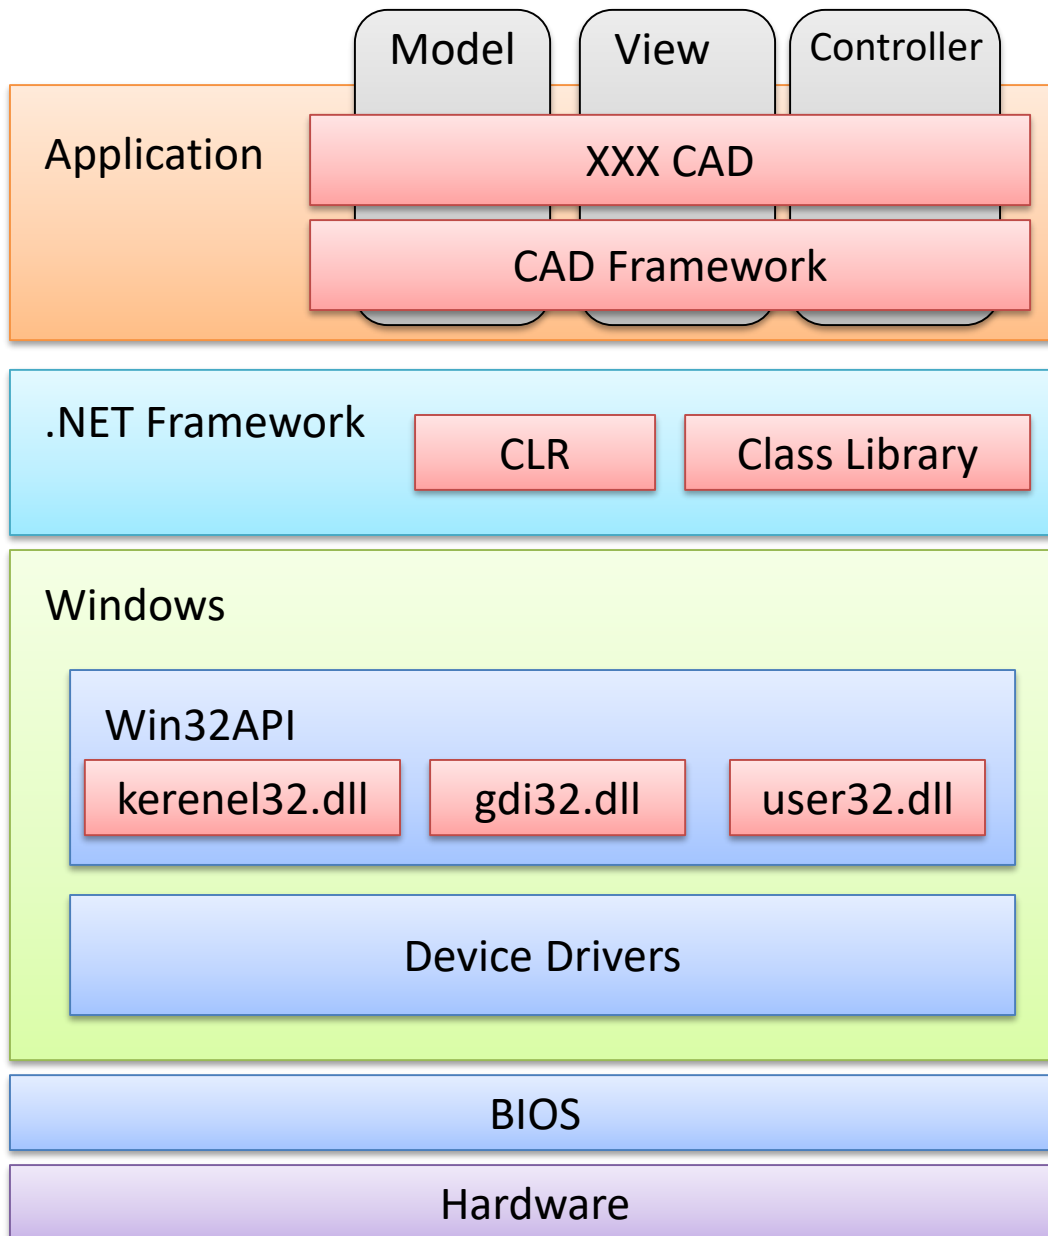 Model
View
Controller
Application
XXX CAD
CAD Framework
.NET Framework
CLR
Class Library
Windows
Win32API
kerenel32.dll
gdi32.dll
user32.dll
Device Drivers
BIOS
Hardware